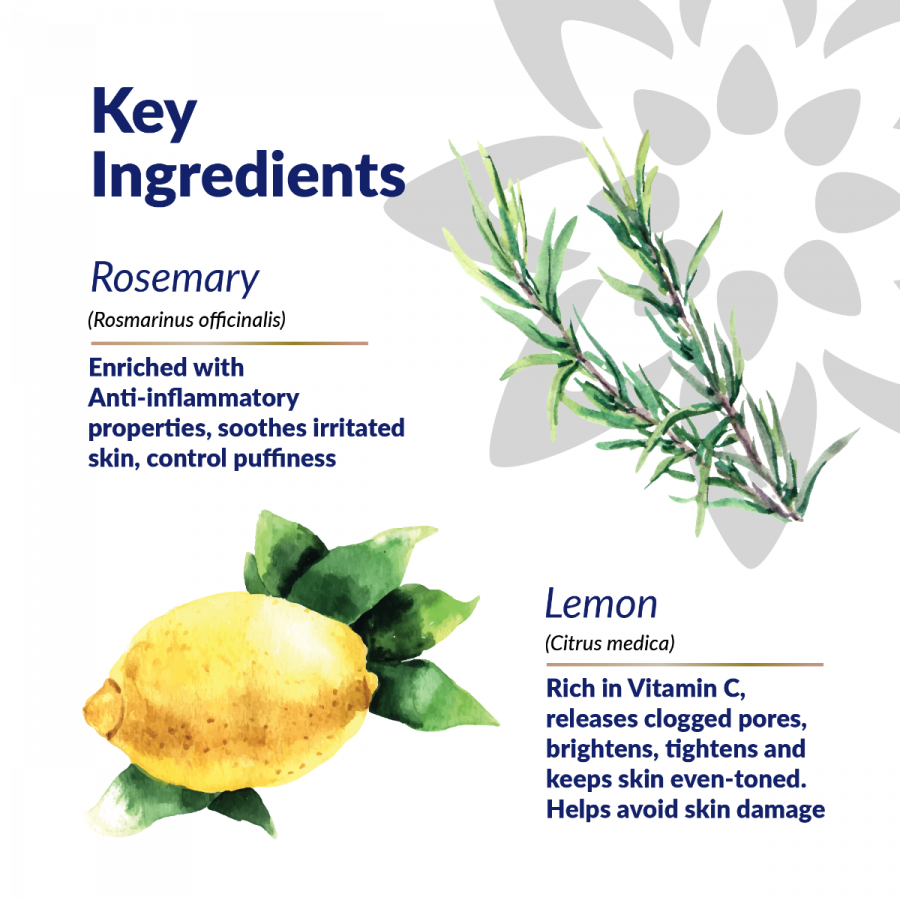 Key
Ingredients
Rosemary
(Rosmarinus officinalis)
Enriched with
Anti-inflammatory
properties, soothes irritated
skin, control puffiness
Lemon
(Citrus medica)
Rich in Vitamin C,
releases clogged pores,
brightens, tightens and
keeps skin even-toned.
Helps avoid skin damage